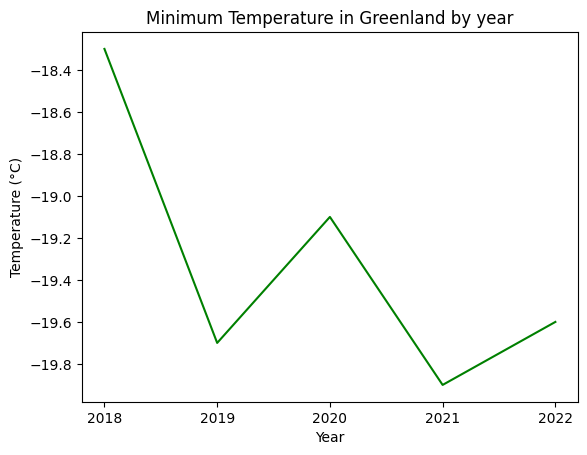 Minimum Temperature in Greenland by year
Temperature (°C)
−18.4
−18.6
−18.8
−19.0
−19.2
−19.4
−19.6
−19.8
2018 2019 2020 2021 2022
Year